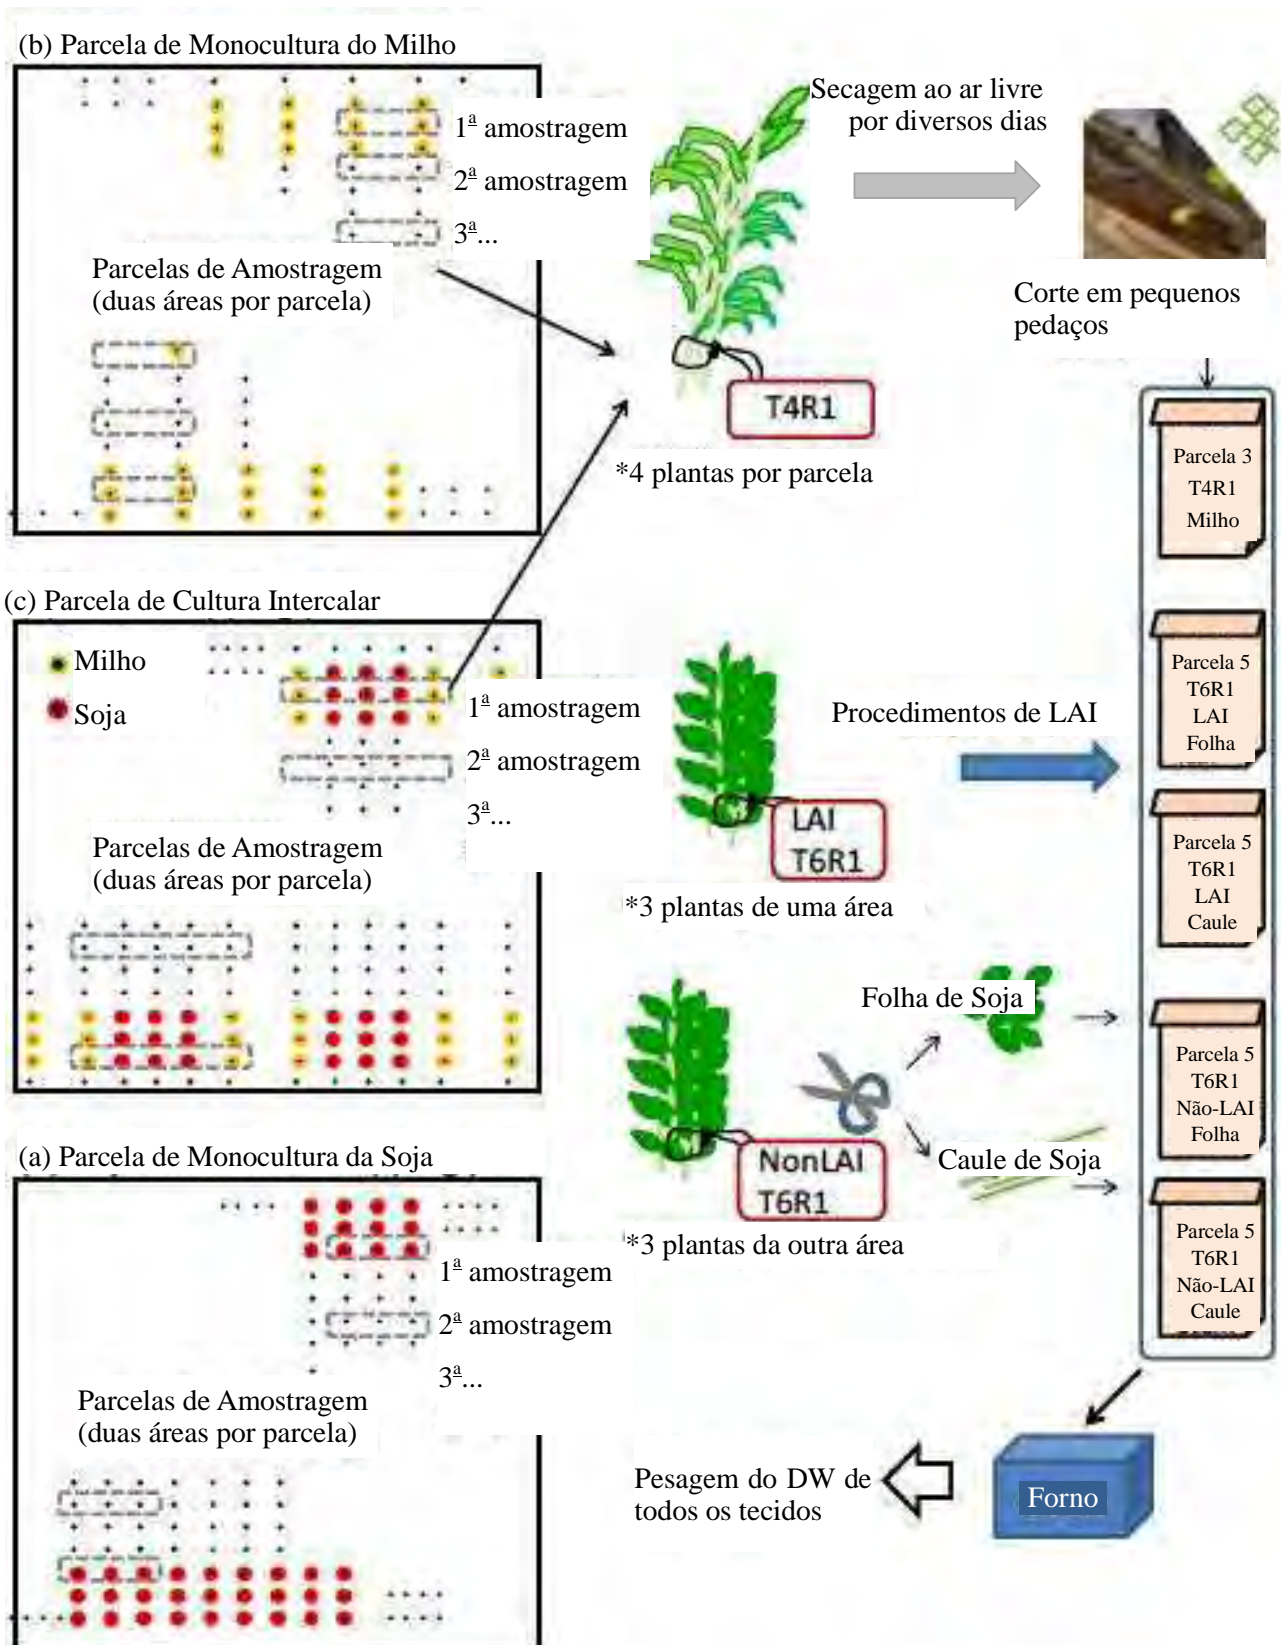 (b) Parcela de Monocultura do Milho
1ª amostragem
2ª amostragem
3ª...
Parcelas de Amostragem
(duas áreas por parcela)
Secagem ao ar livre
por diversos dias
Corte em pequenos
pedaços
T4R1
*4 plantas por parcela
Parcela 3
T4R1
Milho
(c) Parcela de Cultura Intercalar
Milho
Soja
1ª amostragem
2ª amostragem
3ª...
Parcelas de Amostragem
(duas áreas por parcela)
Procedimentos de LAI
LAI
T6R1
*3 plantas de uma área
Parcela 5
T6R1
LAI
Folha
Parcela 5
T6R1
LAI
Caule
Folha de Soja
Caule de Soja
NonLAI
T6R1
*3 plantas da outra área
Parcela 5
T6R1
Não-LAI
Folha
Parcela 5
T6R1
Não-LAI
Caule
(a) Parcela de Monocultura da Soja
1ª amostragem
2ª amostragem
3ª...
Parcelas de Amostragem
(duas áreas por parcela)
Forno
Pesagem do DW de
todos os tecidos